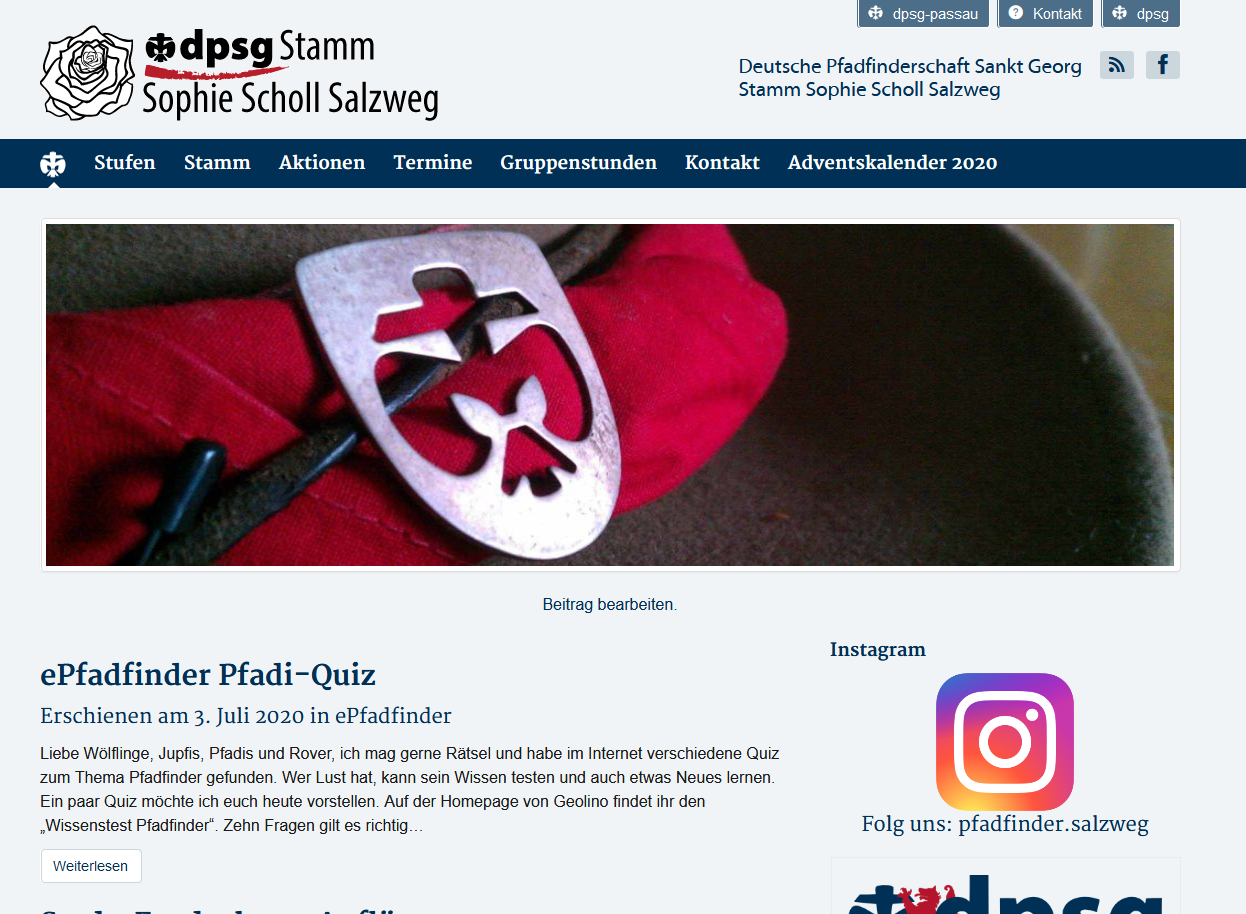 dpsg-passau
Kontakt
dpsg
dpsg Stamm
Sophie Scholl Salzweg
Deutsche Pfadfinderschaft Sankt Georg
Stamm Sophie Scholl Salzweg
Stufen Stamm Aktionen Termine Gruppenstunden Kontakt Adventskalender 2020
Beitrag bearbeiten.
ePfadfinder Pfadi-Quiz
Erschienen am 3. Juli 2020 in ePfadfinder
Liebe Wölflinge, Jupfis, Pfadis und Rover, ich mag gerne Rätsel und habe im Internet verschiedene Quiz
zum Thema Pfadfinder gefunden. Wer Lust hat, kann sein Wissen testen und auch etwas Neues lernen.
Ein paar Quiz möchte ich euch heute vorstellen. Auf der Homepage von Geolino findet ihr den
„Wissenstest Pfadfinder“. Zehn Fragen gilt es richtig…
Weiterlesen
Instagram
Folg uns: pfadfinder.salzweg
dpsg